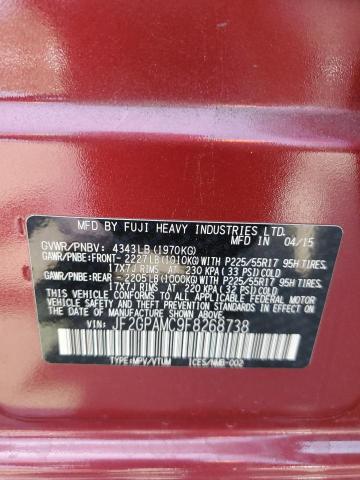 MFD BY FUJI HEAVY INDUSTRIES LTD. 04/15
GVWR/PNBV: 4343LB(1970KG)
GAWR/PNBE:FRONT- 2227LB(1010KG) WITH P225/55R17 95H TIRES.
17X7J RIMS AT 230 KPA(33 PSI) COLD
GAWR/PNBE:REAR - 2205LB(1000KG) WITH P225/55R17 95H TIRES.
17X7J RIMS AT 220 KPA(32 PSI) COLD
THIS VEHICLE CONFORMS TO ALL APPLICABLE
FEDERAL MOTOR VEHICLE SAFETY, BUMPER, AND
THEFT PREVENTION STANDARDS IN EFFECT ON THE
DATE OF MANUFACTURE SHOWN ABOVE.
VIN: JF2GPAMC9F8268738
TYPE:MPV/VTUM ICES/NMB-002